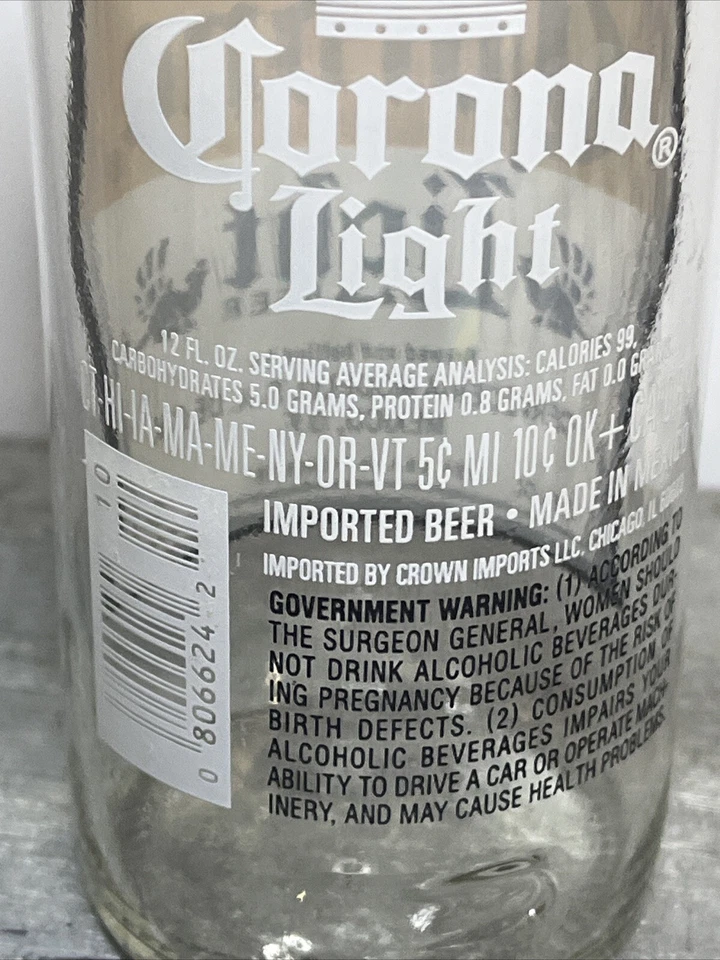 Corona®
Light
12 FL. OZ. SERVING AVERAGE ANALYSIS: CALORIES 99,
CARBOHYDRATES 5.0 GRAMS, PROTEIN 0.8 GRAMS, FAT 0.0
CT-HI-IA-MA-ME-NY-OR-VT 5¢ MI 10¢ OK+
IMPORTED BEER • MADE IN MEXICO
IMPORTED BY CROWN IMPORTS LLC, CHICAGO, IL
GOVERNMENT WARNING: (1) ACCORDING TO
THE SURGEON GENERAL, WOMEN SHOULD
NOT DRINK ALCOHOLIC BEVERAGES DUR-
ING PREGNANCY BECAUSE OF THE RISK OF
BIRTH DEFECTS. (2) CONSUMPTION OF
ALCOHOLIC BEVERAGES IMPAIRS YOUR
ABILITY TO DRIVE A CAR OR OPERATE MACH-
INERY, AND MAY CAUSE HEALTH PROBLEMS.
10
0 806624 2